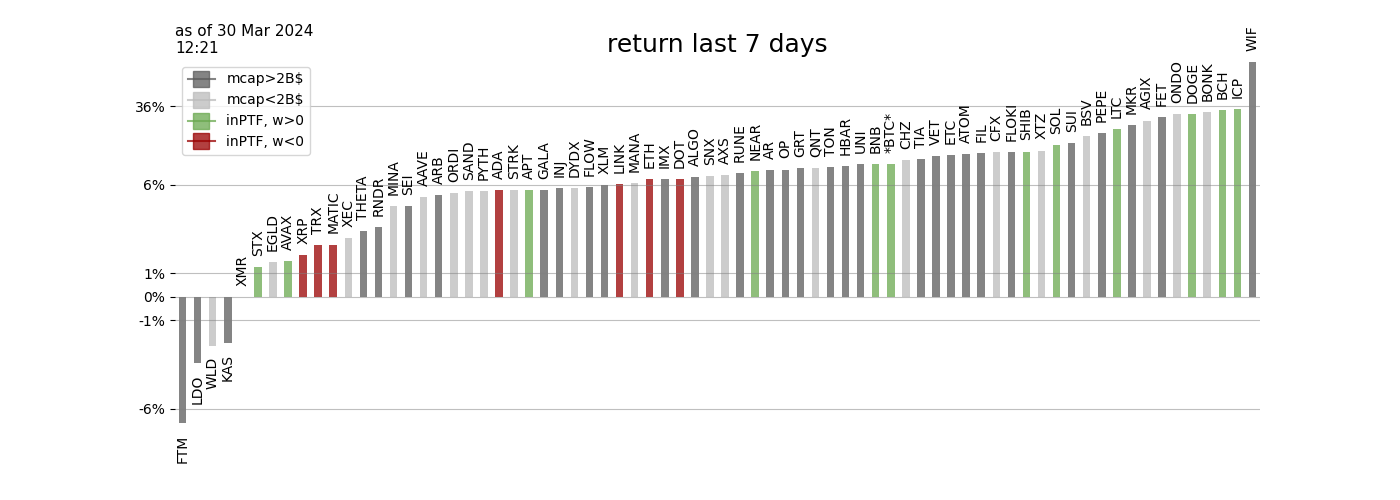 as of 30 Mar 2024
12:21
return last 7 days
mcap>2B$
mcap<2B$
inPTF, w>0
inPTF, w<0
36%
6%
1%
0%
-1%
-6%
FTM
LDO
WLD
KAS
XMR
STX
EGLD
AVAX
XRP
TRX
MATIC
XEC
THETA
RNDR
MINA
SEI
AAVE
ARB
ORDI
SAND
PYTH
ADA
STRK
APT
GALA
INJ
DYDX
FLOW
XLM
LINK
MANA
ETH
IMX
DOT
ALGO
SNX
AXS
RUNE
NEAR
AR
OP
GRT
QNT
TON
HBAR
UNI
BNB
*BTC*
CHZ
TIA
VET
ETC
ATOM
FIL
CFX
FLOKI
SHIB
XTZ
SOL
SUI
BSV
PEPE
LTC
MKR
AGIX
FET
ONDO
DOGE
BONK
BCH
ICP
WIF